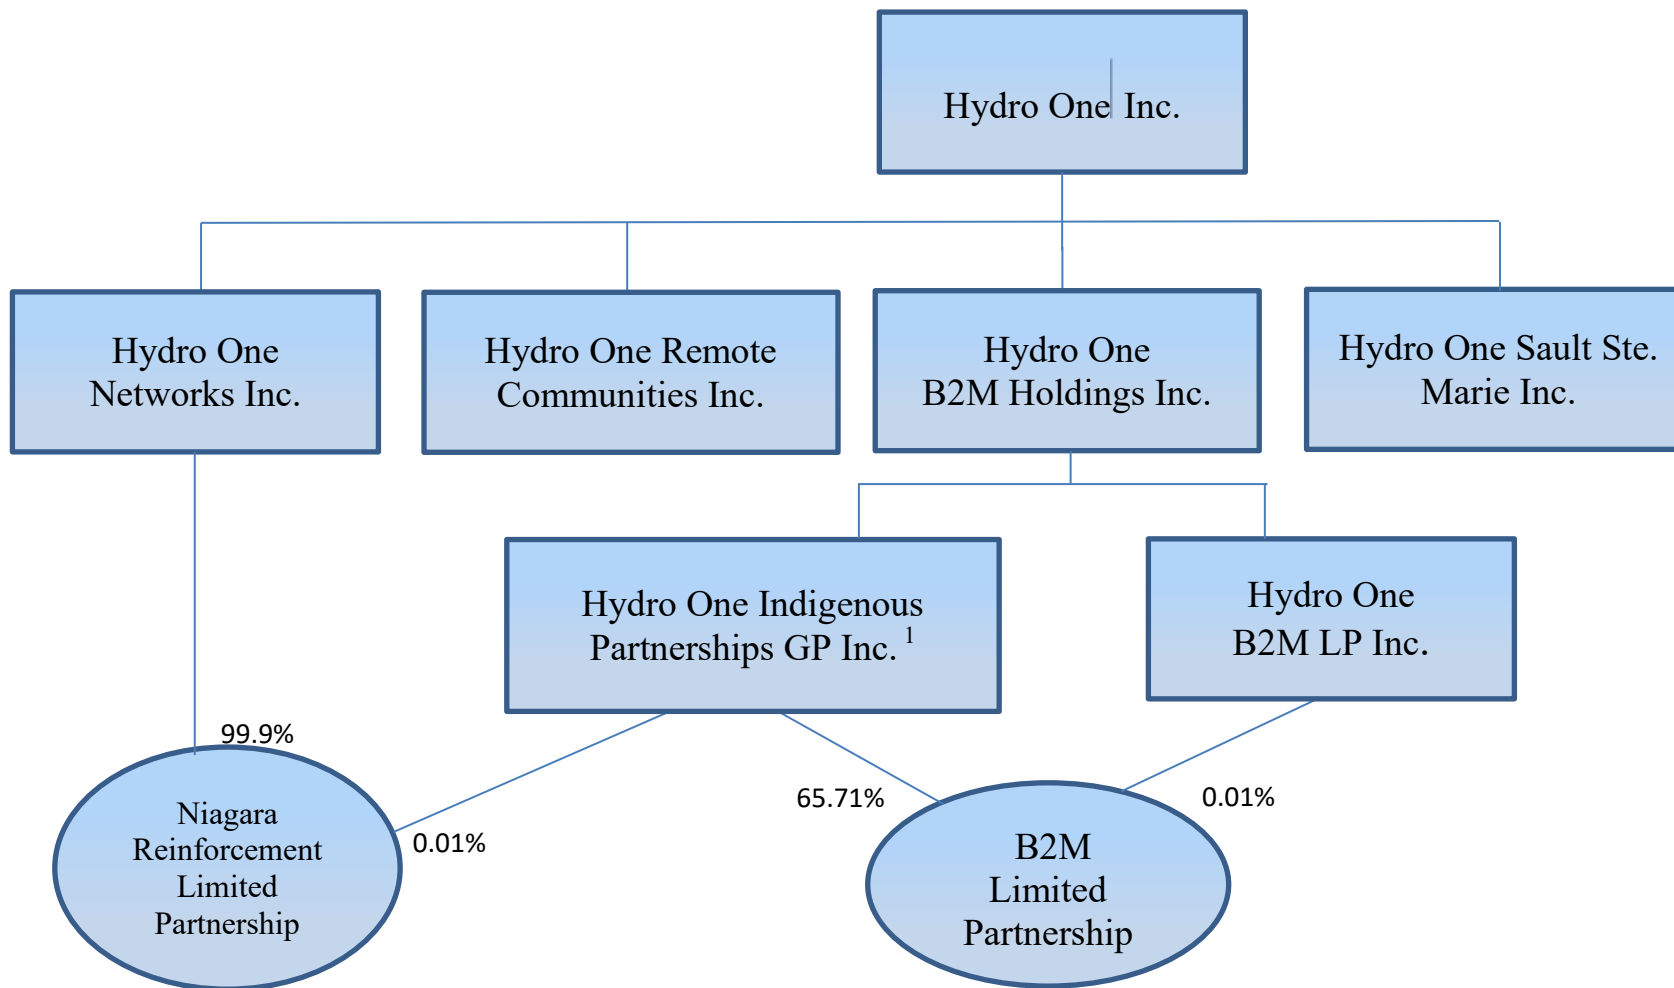 Hydro One Inc.
Hydro One
Networks Inc.
Hydro One Remote
Communities Inc.
Hydro One
B2M Holdings Inc.
Hydro One Sault Ste.
Marie Inc.
Hydro One Indigenous
Partnerships GP Inc. 1
Hydro One
B2M LP Inc.
99.9%
0.01%
65.71%
0.01%
Niagara
Reinforcement
Limited
Partnership
B2M
Limited
Partnership